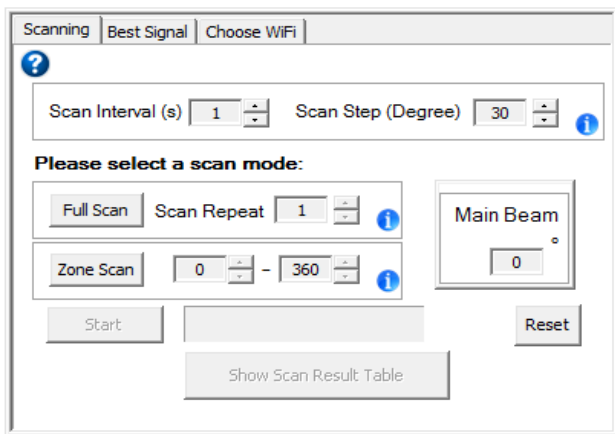 Scanning Best Signal Choose WiFi
?
Scan Interval (s) 1 Scan Step (Degree) 30 i
Please select a scan mode:
Full Scan Scan Repeat 1 i
Main Beam
°
0
Zone Scan 0 - 360 i
Start Reset
Show Scan Result Table